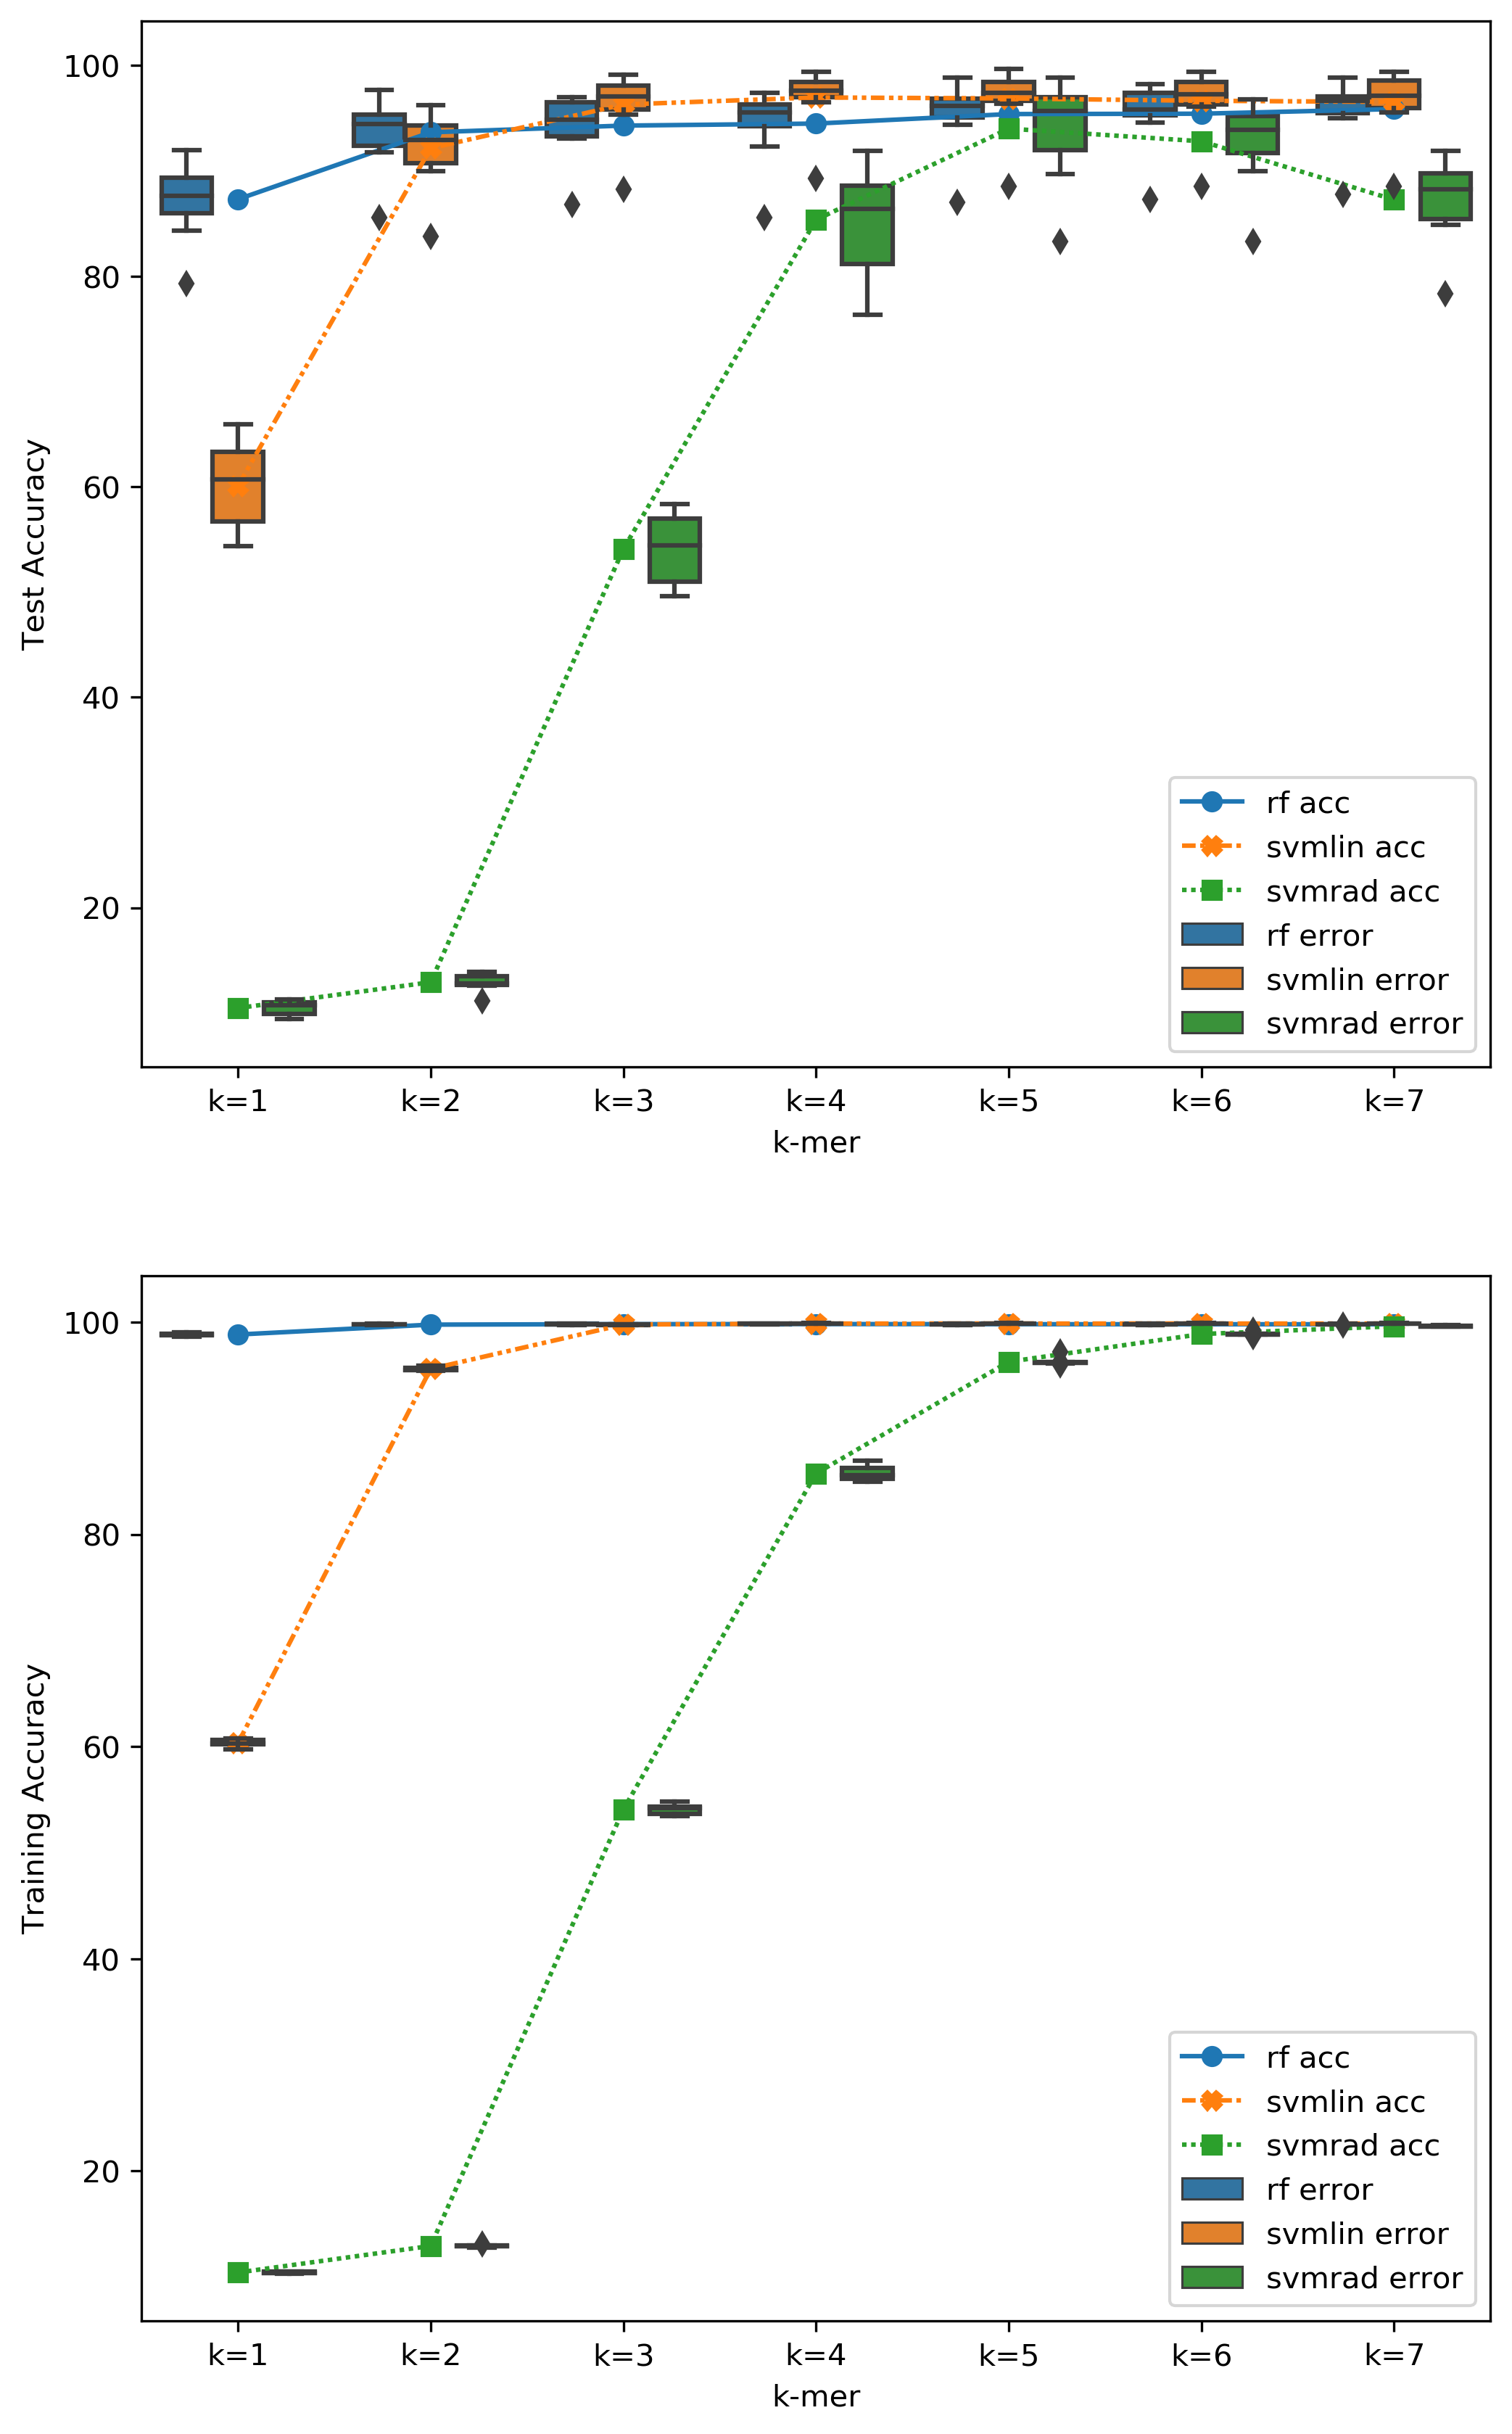 100
80
60
40
20
Test Accuracy
rf acc
svmlin acc
svmrad acc
rf error
svmlin error
svmrad error
k=1 k=2 k=3 k=4 k=5 k=6 k=7
k-mer
100
80
60
40
20
Training Accuracy
rf acc
svmlin acc
svmrad acc
rf error
svmlin error
svmrad error
k=1 k=2 k=3 k=4 k=5 k=6 k=7
k-mer